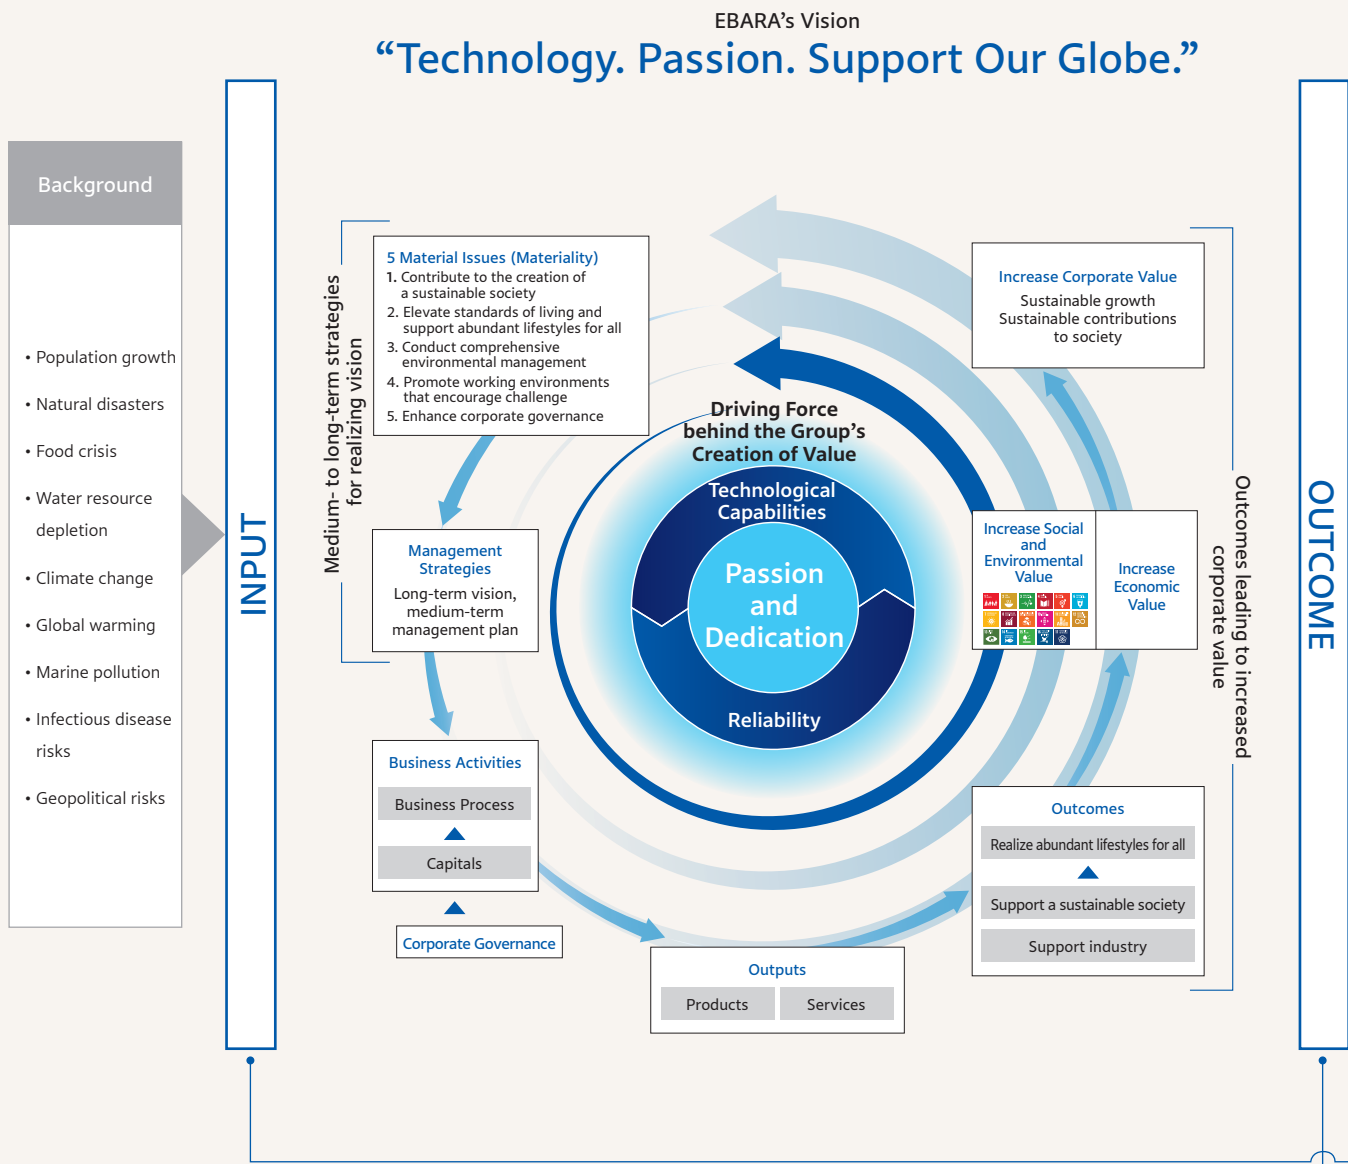 EBARA’s Vision
“Technology. Passion. Support Our Globe.”
Background
• Population growth
• Natural disasters
• Food crisis
• Water resource
depletion
• Climate change
• Global warming
• Marine pollution
• Infectious disease
risks
• Geopolitical risks
INPUT
Medium- to long-term strategies
for realizing vision
5 Material Issues (Materiality)
1. Contribute to the creation of
a sustainable society
2. Elevate standards of living and
support abundant lifestyles for all
3. Conduct comprehensive
environmental management
4. Promote working environments
that encourage challenge
5. Enhance corporate governance
Management
Strategies
Long-term vision,
medium-term
management plan
Business Activities
Business Process
Capitals
Corporate Governance
Driving Force
behind the Group’s
Creation of Value
Technological
Capabilities
Passion
and
Dedication
Reliability
Outputs
Products
Services
Increase Corporate Value
Sustainable growth
Sustainable contributions
to society
Increase Social
and
Environmental
Value
Increase
Economic
Value
Outcomes
Realize abundant lifestyles for all
Support a sustainable society
Support industry
Outcomes leading to increased
corporate value
OUTCOME